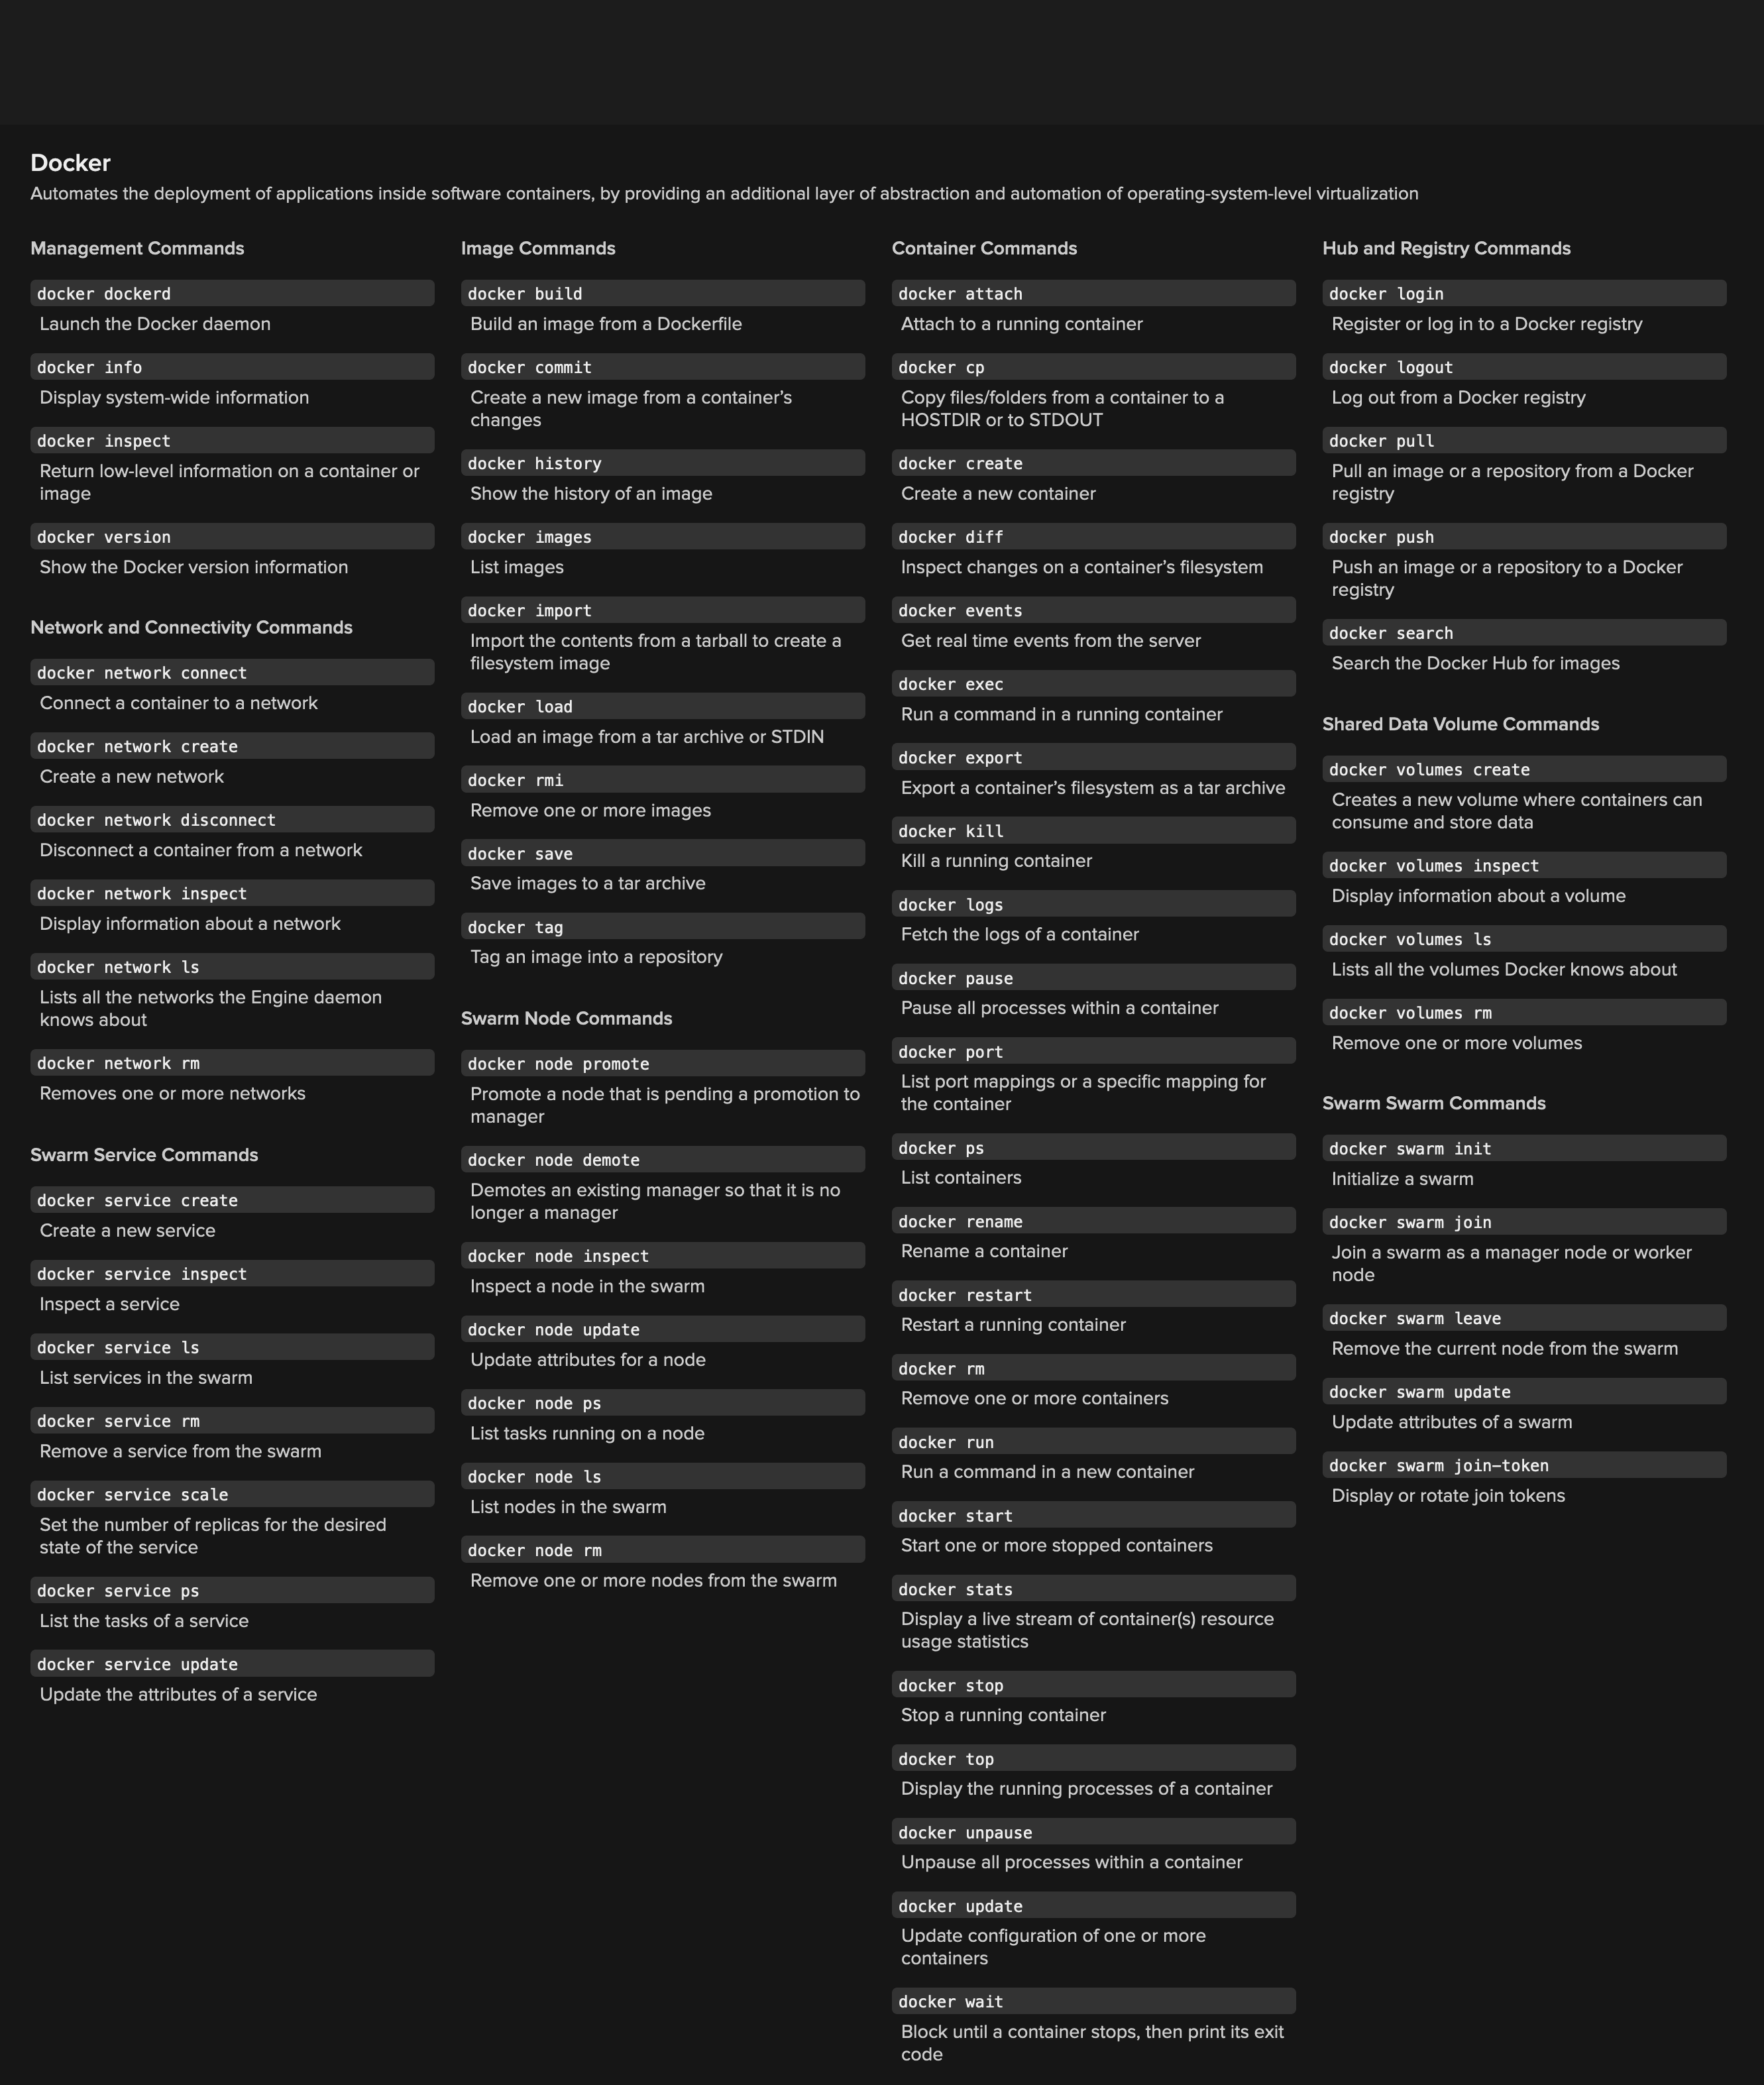 Docker
Automates the deployment of applications inside software containers, by providing an additional layer of abstraction and automation of operating-system-level virtualization
Management Commands
docker dockerd
Launch the Docker daemon
docker info
Display system-wide information
docker inspect
Return low-level information on a container or
image
docker version
Show the Docker version information
Network and Connectivity Commands
docker network connect
Connect a container to a network
docker network create
Create a new network
docker network disconnect
Disconnect a container from a network
docker network inspect
Display information about a network
docker network ls
Lists all the networks the Engine daemon
knows about
docker network rm
Removes one or more networks
Swarm Service Commands
docker service create
Create a new service
docker service inspect
Inspect a service
docker service ls
List services in the swarm
docker service rm
Remove a service from the swarm
docker service scale
Set the number of replicas for the desired
state of the service
docker service ps
List the tasks of a service
docker service update
Update the attributes of a service
Image Commands
docker build
Build an image from a Dockerfile
docker commit
Create a new image from a container’s
changes
docker history
Show the history of an image
docker images
List images
docker import
Import the contents from a tarball to create a
filesystem image
docker load
Load an image from a tar archive or STDIN
docker rmi
Remove one or more images
docker save
Save images to a tar archive
docker tag
Tag an image into a repository
Swarm Node Commands
docker node promote
Promote a node that is pending a promotion to
manager
docker node demote
Demotes an existing manager so that it is no
longer a manager
docker node inspect
Inspect a node in the swarm
docker node update
Update attributes for a node
docker node ps
List tasks running on a node
docker node ls
List nodes in the swarm
docker node rm
Remove one or more nodes from the swarm
Container Commands
docker attach
Attach to a running container
docker cp
Copy files/folders from a container to a
HOSTDIR or to STDOUT
docker create
Create a new container
docker diff
Inspect changes on a container’s filesystem
docker events
Get real time events from the server
docker exec
Run a command in a running container
docker export
Export a container’s filesystem as a tar archive
docker kill
Kill a running container
docker logs
Fetch the logs of a container
docker pause
Pause all processes within a container
docker port
List port mappings or a specific mapping for
the container
docker ps
List containers
docker rename
Rename a container
docker restart
Restart a running container
docker rm
Remove one or more containers
docker run
Run a command in a new container
docker start
Start one or more stopped containers
docker stats
Display a live stream of container(s) resource
usage statistics
docker stop
Stop a running container
docker top
Display the running processes of a container
docker unpause
Unpause all processes within a container
docker update
Update configuration of one or more
containers
docker wait
Block until a container stops, then print its exit
code
Hub and Registry Commands
docker login
Register or log in to a Docker registry
docker logout
Log out from a Docker registry
docker pull
Pull an image or a repository from a Docker
registry
docker push
Push an image or a repository to a Docker
registry
docker search
Search the Docker Hub for images
Shared Data Volume Commands
docker volumes create
Creates a new volume where containers can
consume and store data
docker volumes inspect
Display information about a volume
docker volumes ls
Lists all the volumes Docker knows about
docker volumes rm
Remove one or more volumes
Swarm Swarm Commands
docker swarm init
Initialize a swarm
docker swarm join
Join a swarm as a manager node or worker
node
docker swarm leave
Remove the current node from the swarm
docker swarm update
Update attributes of a swarm
docker swarm join-token
Display or rotate join tokens